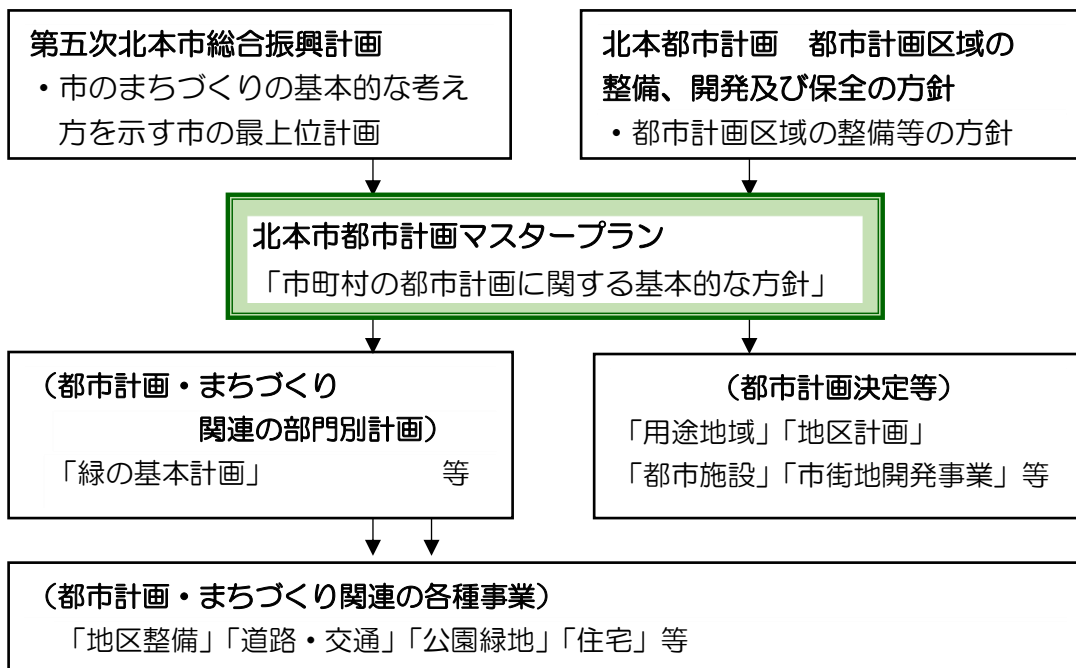 第五次北本市総合振興計画
・市のまちづくりの基本的な考え
方を示す市の最上位計画
北本都市計画　都市計画区域の
整備、開発及び保全の方針
・都市計画区域の整備等の方針
北本市都市計画マスタープラン
「市町村の都市計画に関する基本的な方針」
（都市計画・まちづくり
関連の部門別計画）
「緑の基本計画」　　　　　　　等
（都市計画決定等）
「用途地域」「地区計画」
「都市施設」「市街地開発事業」等
（都市計画・まちづくり関連の各種事業）
「地区整備」「道路・交通」「公園緑地」「住宅」等